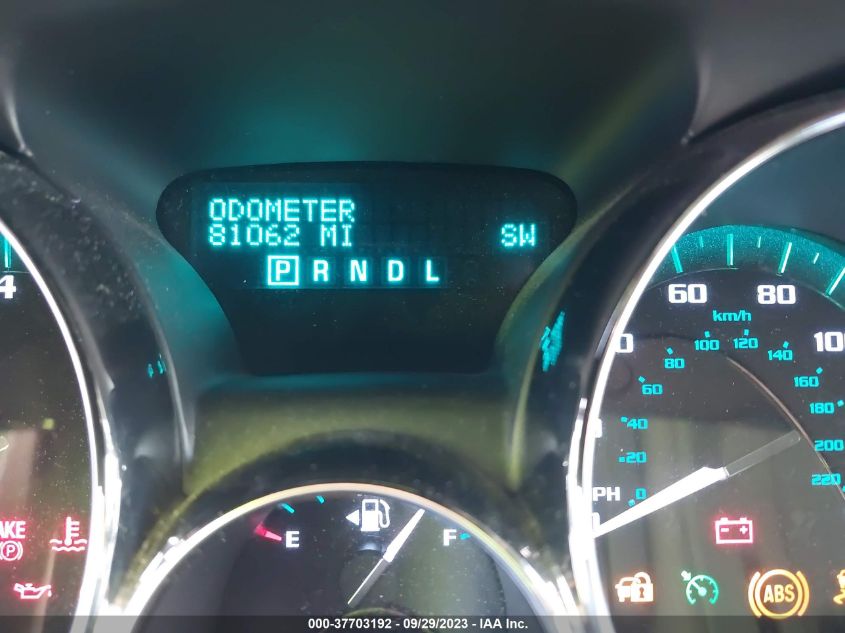 ODOMETER
81062 MI SW
P R N D L
4
60 80
km/h
100 120
80 140
60 160
40 180
20 200
0 220
PH
E F
P
ABS
000-37703192 / 09/29/2023 - IAA Inc.